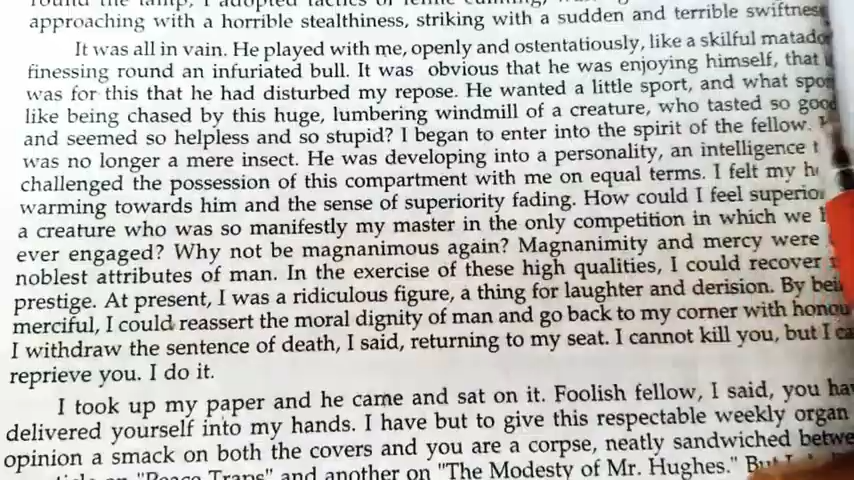 round the lamp, I adopted tactics of feline cunning,
approaching with a horrible stealthiness, striking with a sudden and terrible swiftnes
It was all in vain. He played with me, openly and ostentatiously, like a skilful matado
finessing round an infuriated bull. It was obvious that he was enjoying himself, that
was for this that he had disturbed my repose. He wanted a little sport, and what spo
like being chased by this huge, lumbering windmill of a creature, who tasted so good
and seemed so helpless and so stupid? I began to enter into the spirit of the fellow.
was no longer a mere insect. He was developing into a personality, an intelligence t
challenged the possession of this compartment with me on equal terms. I felt my h
warming towards him and the sense of superiority fading. How could I feel superio
a creature who was so manifestly my master in the only competition in which we
ever engaged? Why not be magnanimous again? Magnanimity and mercy were
noblest attributes of man. In the exercise of these high qualities, I could recover
prestige. At present, I was a ridiculous figure, a thing for laughter and derision. By bei
merciful, I could reassert the moral dignity of man and go back to my corner with honou
I withdraw the sentence of death, I said, returning to my seat. I cannot kill you, but I ca
reprieve you. I do it.
I took up my paper and he came and sat on it. Foolish fellow, I said, you ha
delivered yourself into my hands. I have but to give this respectable weekly organ
opinion a smack on both the covers and you are a corpse, neatly sandwiched betwe
"Peace Traps" and another on "The Modesty of Mr. Hughes." But I